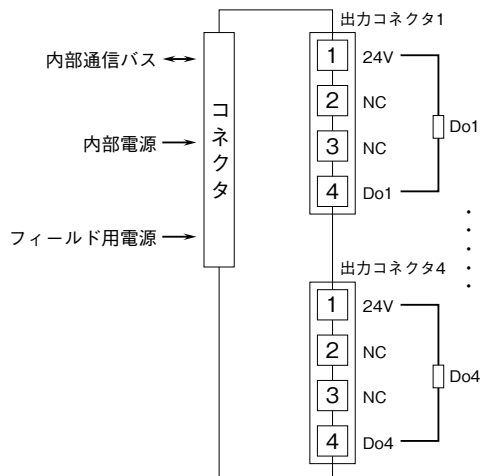 出力コネクタ1
内部通信バス
コネクタ
1 24V
2 NC
Do1
内部電源
3 NC
4 Do1
フィールド用電源
出力コネクタ4
1 24V
2 NC
Do4
3 NC
4 Do4